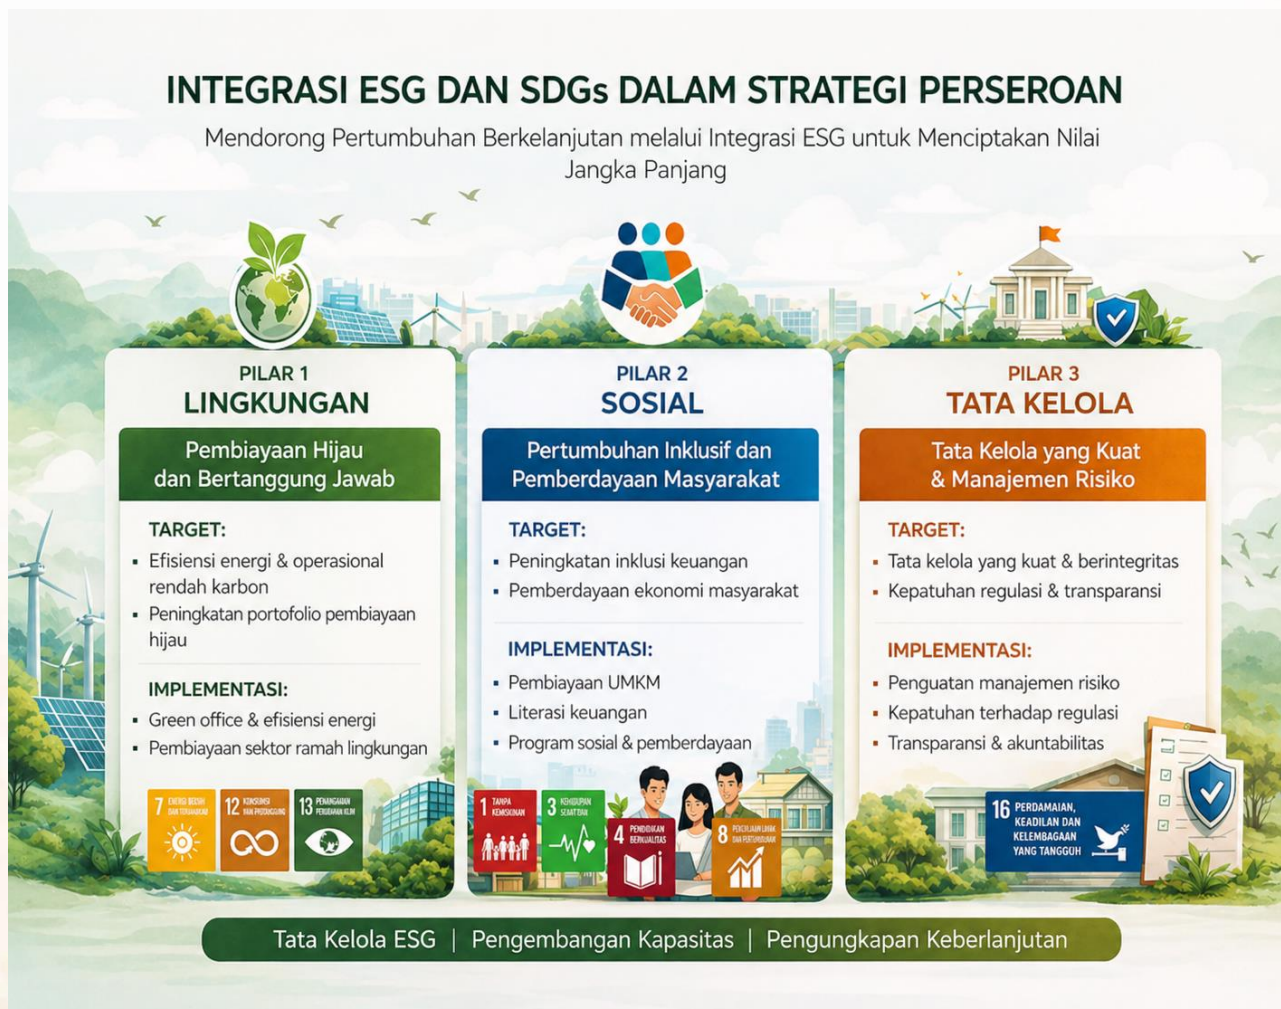 INTEGRASI ESG DAN SDGs DALAM STRATEGI PERSEROAN
Mendorong Pertumbuhan Berkelanjutan melalui Integrasi ESG untuk Menciptakan Nilai
Jangka Panjang
PILAR 1
LINGKUNGAN
Pembiayaan Hijau
dan Bertanggung Jawab
TARGET:
▪ Efisiensi energi & operasional
rendah karbon
▪ Peningkatan portofolio pembiayaan
hijau
IMPLEMENTASI:
▪ Green office & efisiensi energi
▪ Pembiayaan sektor ramah lingkungan
7
12
13
PILAR 2
SOSIAL
Pertumbuhan Inklusif dan
Pemberdayaan Masyarakat
TARGET:
▪ Peningkatan inklusi keuangan
▪ Pemberdayaan ekonomi masyarakat
IMPLEMENTASI:
▪ Pembiayaan UMKM
▪ Literasi keuangan
▪ Program sosial & pemberdayaan
1 TANPA
KEMISKINAN
3 KEHIDUPAN
4 PENDIDIKAN
BERKUALITAS
8
PILAR 3
TATA KELOLA
Tata Kelola yang Kuat
& Manajemen Risiko
TARGET:
▪ Tata kelola yang kuat & berintegritas
▪ Kepatuhan regulasi & transparansi
IMPLEMENTASI:
▪ Penguatan manajemen risiko
▪ Kepatuhan terhadap regulasi
▪ Transparansi & akuntabilitas
16 PERDAMAIAN,
KEADILAN DAN
KELEMBAGAAN
YANG TANGGUH
Tata Kelola ESG | Pengembangan Kapasitas | Pengungkapan Keberlanjutan